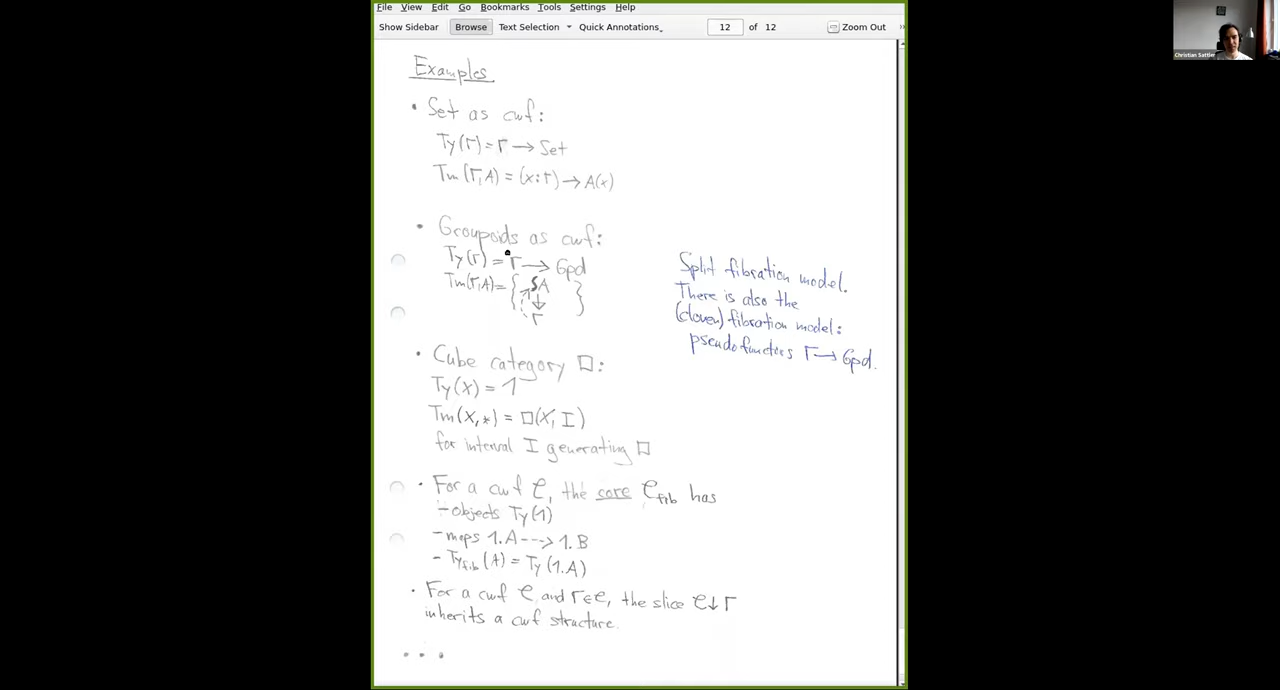 File View Edit Go Bookmarks Tools Settings Help
Show Sidebar Browse Text Selection Quick Annotations 12 of 12 Zoom Out »
Christian Sattler
Examples
• Set as cwf:
Ty(Γ) = Γ → Set
Tm(Γ, A) = (x:Γ) → A(x)
• Groupoids as cwf:
Ty(Γ) = Γ → Gpd
Tm(Γ,A) = { ∫A
↓
Γ }
Split fibration model.
There is also the
(cloven) fibration model:
pseudofunctors Γ → Gpd.
• Cube category □:
Ty(X) = 1
Tm(X,*) = □(X, I)
for interval I generating □
• For a cwf C, the core C_fib has
- objects Ty(1)
- maps 1.A ---> 1.B
- Ty_fib(A) = Ty(1.A)
• For a cwf C and Γ∈C, the slice C↓Γ
inherits a cwf structure.
• • •